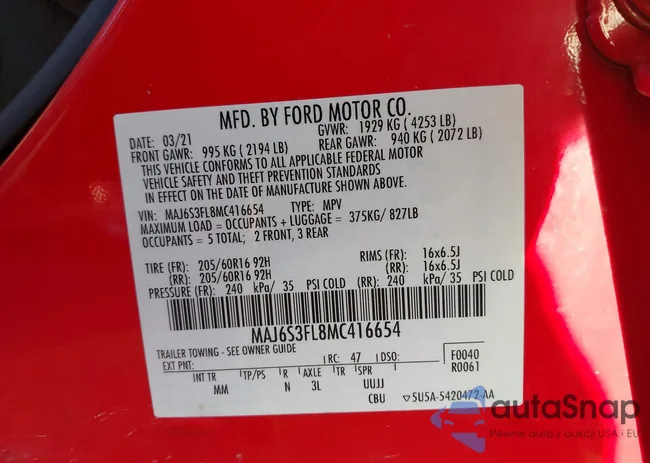 MFD. BY FORD MOTOR CO.
DATE: 03/21 GVWR: 1929 KG ( 4253 LB)
FRONT GAWR: 995 KG ( 2194 LB) REAR GAWR: 940 KG ( 2072 LB)
THIS VEHICLE CONFORMS TO ALL APPLICABLE FEDERAL MOTOR
VEHICLE SAFETY AND THEFT PREVENTION STANDARDS
IN EFFECT ON THE DATE OF MANUFACTURE SHOWN ABOVE.
VIN: MAJ6S3FL8MC416654 TYPE: MPV
MAXIMUM LOAD = OCCUPANTS + LUGGAGE = 375KG/ 827LB
OCCUPANTS = 5 TOTAL; 2 FRONT, 3 REAR
TIRE (FR): 205/60R16 92H RIMS (FR): 16x6.5J
(RR): 205/60R16 92H (RR): 16x6.5J
PRESSURE (FR): 240 kPa/ 35 PSI COLD (RR): 240 kPa/ 35 PSI COLD
MAJ6S3FL8MC416654
TRAILER TOWING - SEE OWNER GUIDE
EXT PNT: RC: 47 DSO: F0040
R0061
INT TR TP/PS R AXLE TR SPR
MM N 3L UUJJ
CBU 5U5A-5420472-AA
autaSnap
Pewne auta z aukcji USA i EU